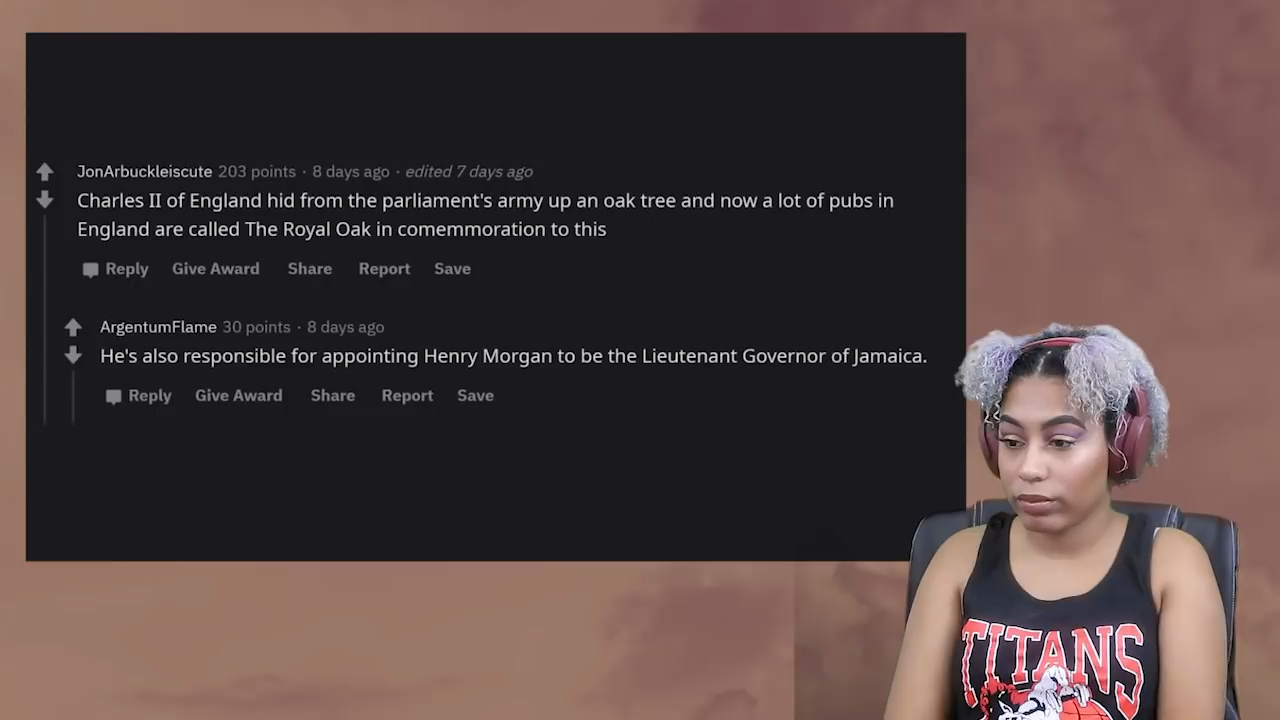 JonArbuckleiscute 203 points · 8 days ago · edited 7 days ago
Charles II of England hid from the parliament's army up an oak tree and now a lot of pubs in
England are called The Royal Oak in comemmoration to this
Reply Give Award Share Report Save
ArgentumFlame 30 points · 8 days ago
He's also responsible for appointing Henry Morgan to be the Lieutenant Governor of Jamaica.
Reply Give Award Share Report Save
TITANS